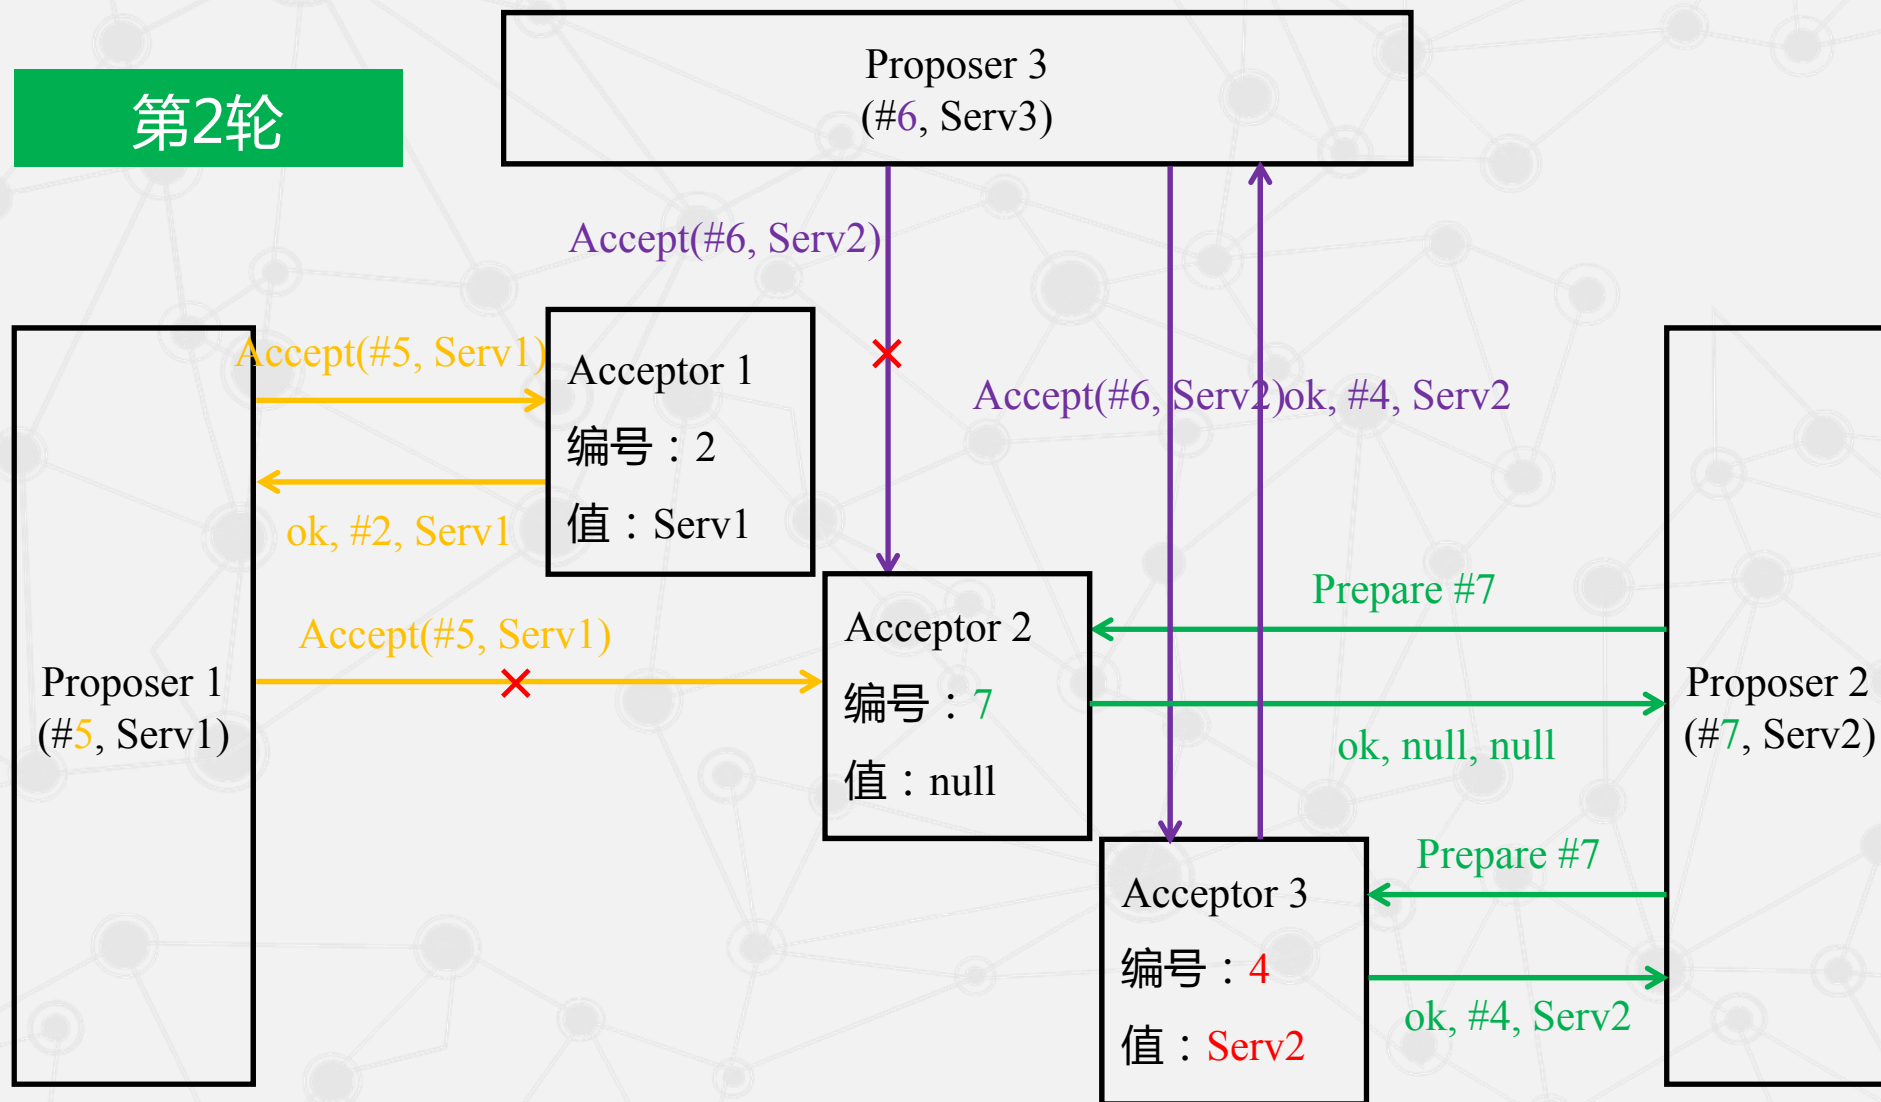 第2轮
Proposer 3
(#6, Serv3)
Accept(#6, Serv2)
Accept(#5, Serv1)
Acceptor 1
编号：2
值：Serv1
ok, #2, Serv1
Accept(#6, Serv2)
ok, #4, Serv2
Accept(#5, Serv1)
Proposer 1
(#5, Serv1)
Acceptor 2
编号：7
值：null
Prepare #7
ok, null, null
Proposer 2
(#7, Serv2)
Acceptor 3
编号：4
值：Serv2
Prepare #7
ok, #4, Serv2